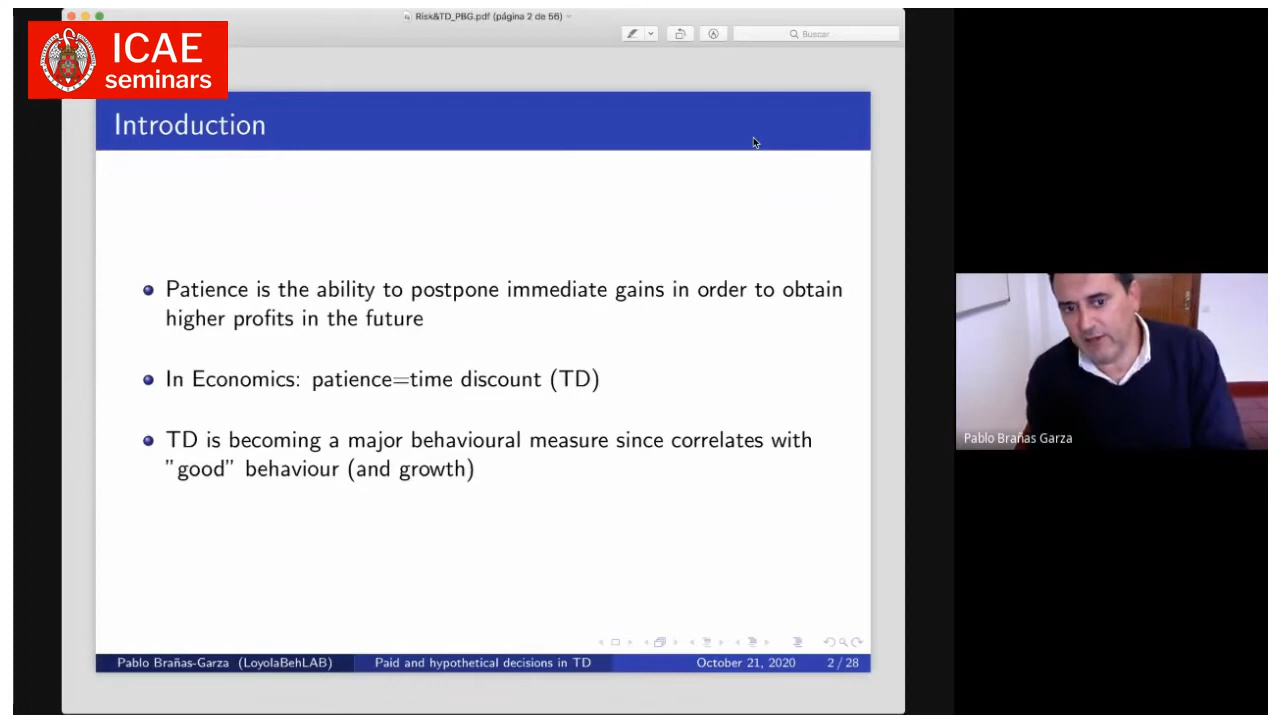 Risk&TD_PBG.pdf (página 2 de 56)
Buscar
ICAE
seminars
Introduction
Patience is the ability to postpone immediate gains in order to obtain
higher profits in the future
In Economics: patience=time discount (TD)
TD is becoming a major behavioural measure since correlates with
"good" behaviour (and growth)
Pablo Brañas Garza
Pablo Brañas-Garza (LoyolaBehLAB) Paid and hypothetical decisions in TD October 21, 2020 2 / 28